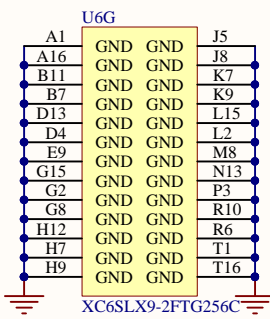 U6G
A1 GND GND J5
A16 GND GND J8
B11 GND GND K7
B7 GND GND K9
D13 GND GND L15
D4 GND GND L2
E9 GND GND M8
G15 GND GND N13
G2 GND GND P3
G8 GND GND R10
H12 GND GND R6
H7 GND GND T1
H9 GND GND T16
XC6SLX9-2FTG256C